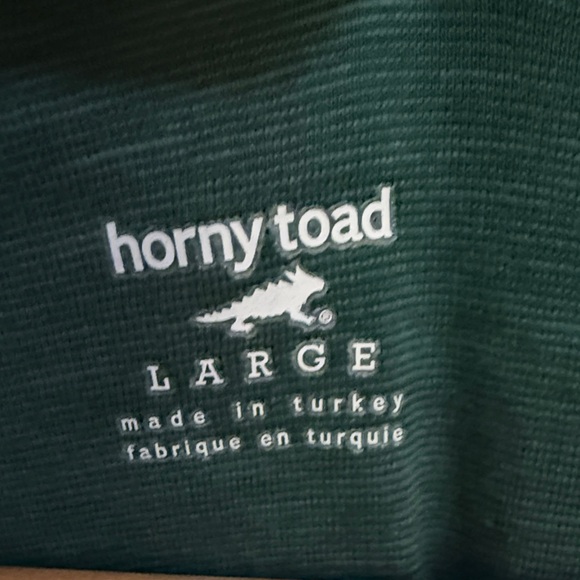 horny toad
®
LARGE
made in turkey
fabrique en turquie